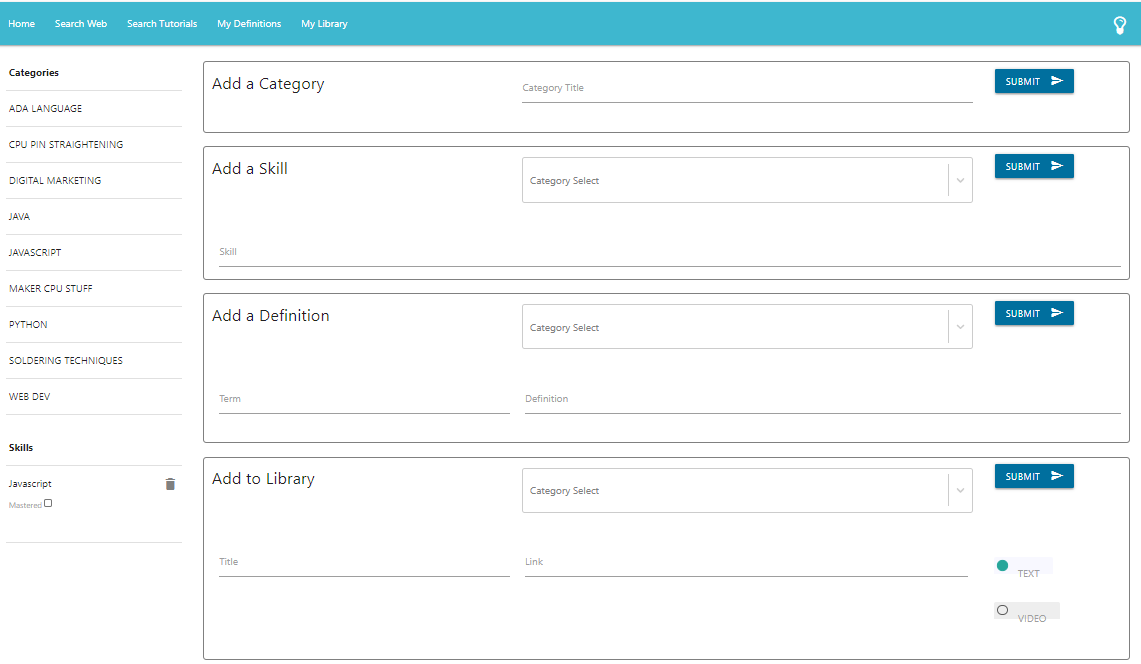 Home Search Web Search Tutorials My Definitions My Library
Categories
ADA LANGUAGE
CPU PIN STRAIGHTENING
DIGITAL MARKETING
JAVA
JAVASCRIPT
MAKER CPU STUFF
PYTHON
SOLDERING TECHNIQUES
WEB DEV
Skills
Javascript
Mastered
Add a Category
Category Title
SUBMIT
Add a Skill
Category Select
SUBMIT
Skill
Add a Definition
Category Select
SUBMIT
Term
Definition
Add to Library
Category Select
SUBMIT
Title
Link
TEXT
VIDEO